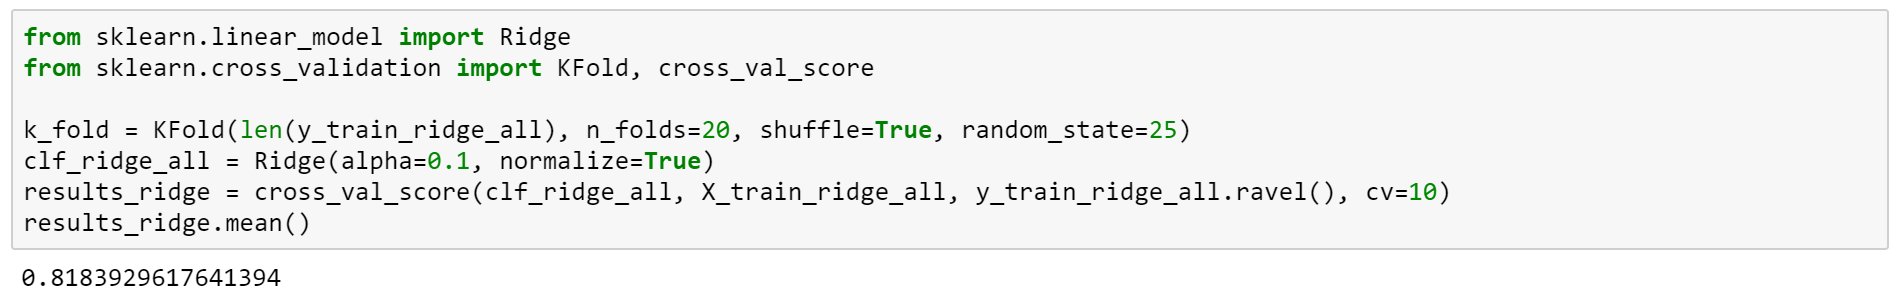 from sklearn.linear_model import Ridge
from sklearn.cross_validation import KFold, cross_val_score
k_fold = KFold(len(y_train_ridge_all), n_folds=20, shuffle=True, random_state=25)
clf_ridge_all = Ridge(alpha=0.1, normalize=True)
results_ridge = cross_val_score(clf_ridge_all, X_train_ridge_all, y_train_ridge_all.ravel(), cv=10)
results_ridge.mean()
0.8183929617641394